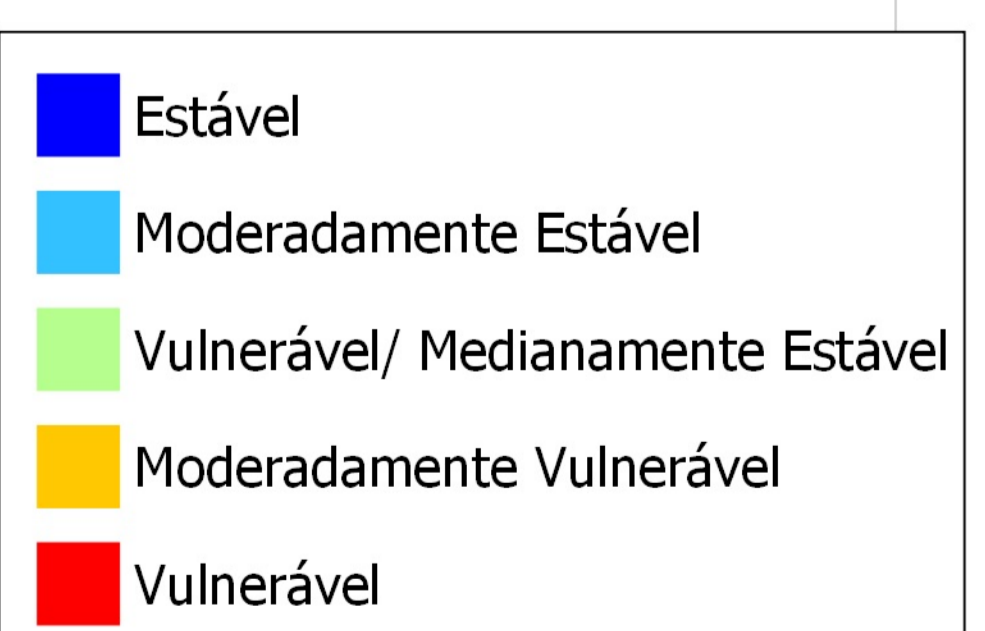 Estável
Moderadamente Estável
Vulnerável/ Medianamente Estável
Moderadamente Vulnerável
Vulnerável